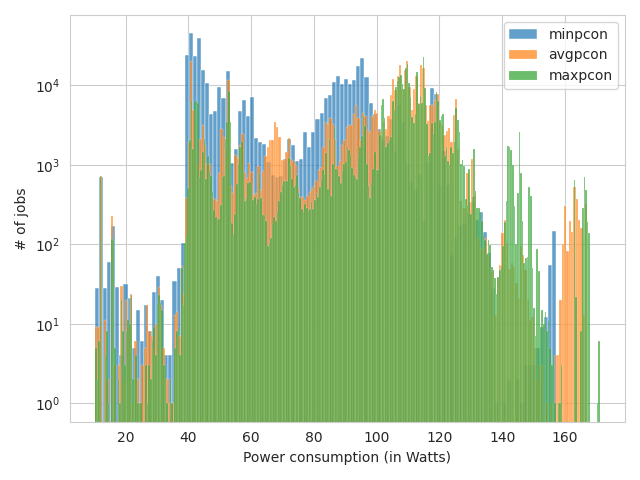 minpcon
avgpcon
maxpcon
# of jobs
10⁴
10³
10²
10¹
10⁰
20
40
60
80
100
120
140
160
Power consumption (in Watts)